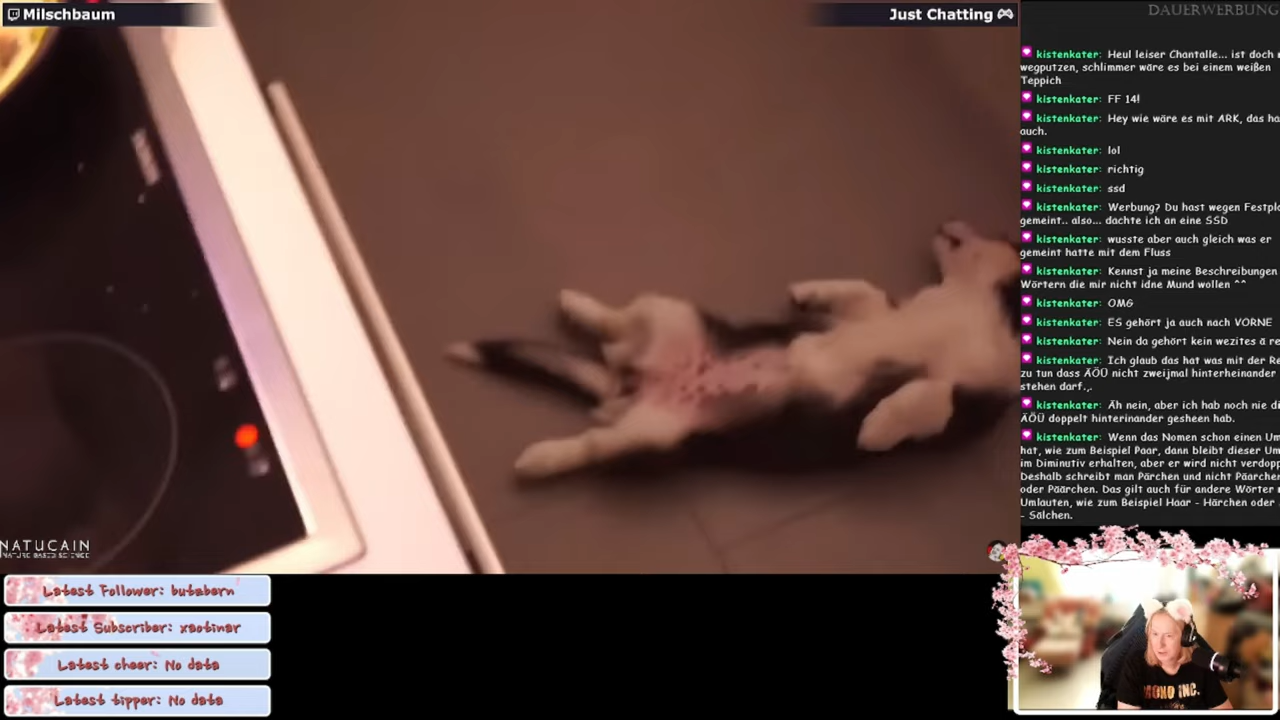 Milschbaum
Just Chatting
DAUERWERBUNG
kistenkater: Heul leiser Chantalle... ist doch
wegputzen, schlimmer wäre es bei einem weißen
Teppich
kistenkater: FF 14!
kistenkater: Hey wie wäre es mit ARK, das ha
auch.
kistenkater: lol
kistenkater: richtig
kistenkater: ssd
kistenkater: Werbung? Du hast wegen Festpl
gemeint.. also... dachte ich an eine SSD
kistenkater: wusste aber auch gleich was er
gemeint hatte mit dem Fluss
kistenkater: Kennst ja meine Beschreibungen
Wörtern die mir nicht idne Mund wollen ^^
kistenkater: OMG
kistenkater: ES gehört ja auch nach VORNE
kistenkater: Nein da gehört kein wezites ä re
kistenkater: Ich glaub das hat was mit der Re
zu tun dass ÄÖÜ nicht zweijmal hinterheinander
stehen darf.,.
kistenkater: Äh nein, aber ich hab noch nie di
ÄÖÜ doppelt hinterinander gesheen hab.
kistenkater: Wenn das Nomen schon einen Um
hat, wie zum Beispiel Paar, dann bleibt dieser Um
im Diminutiv erhalten, aber er wird nicht verdopp
Deshalb schreibt man Pärchen und nicht Päarche
oder Päärchen. Das gilt auch für andere Wörter
Umlauten, wie zum Beispiel Haar - Härchen oder
- Sälchen.
NATUCAIN
NATURE BASED SCIENCE
Latest Follower: butzbern
Latest Subscriber: xaotinar
Latest cheer: No data
Latest tipper: No data
MONO INC.